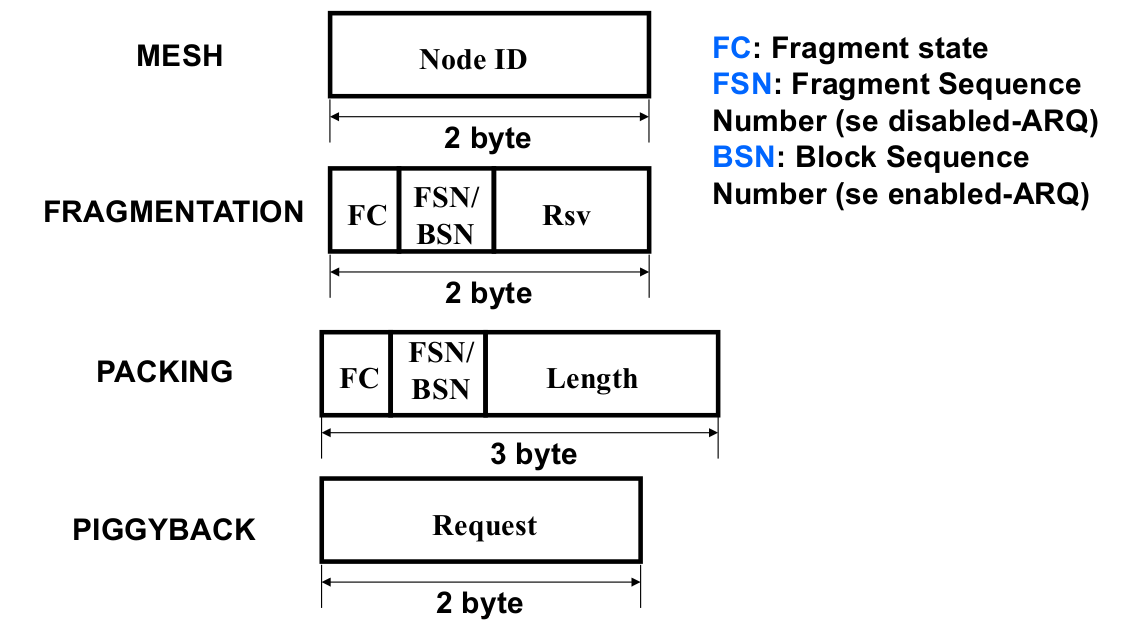 MESH
Node ID
2 byte
FC: Fragment state
FSN: Fragment Sequence
Number (se disabled-ARQ)
BSN: Block Sequence
Number (se enabled-ARQ)
FRAGMENTATION
FC
FSN/
BSN
Rsv
2 byte
PACKING
FC
FSN/
BSN
Length
3 byte
PIGGYBACK
Request
2 byte